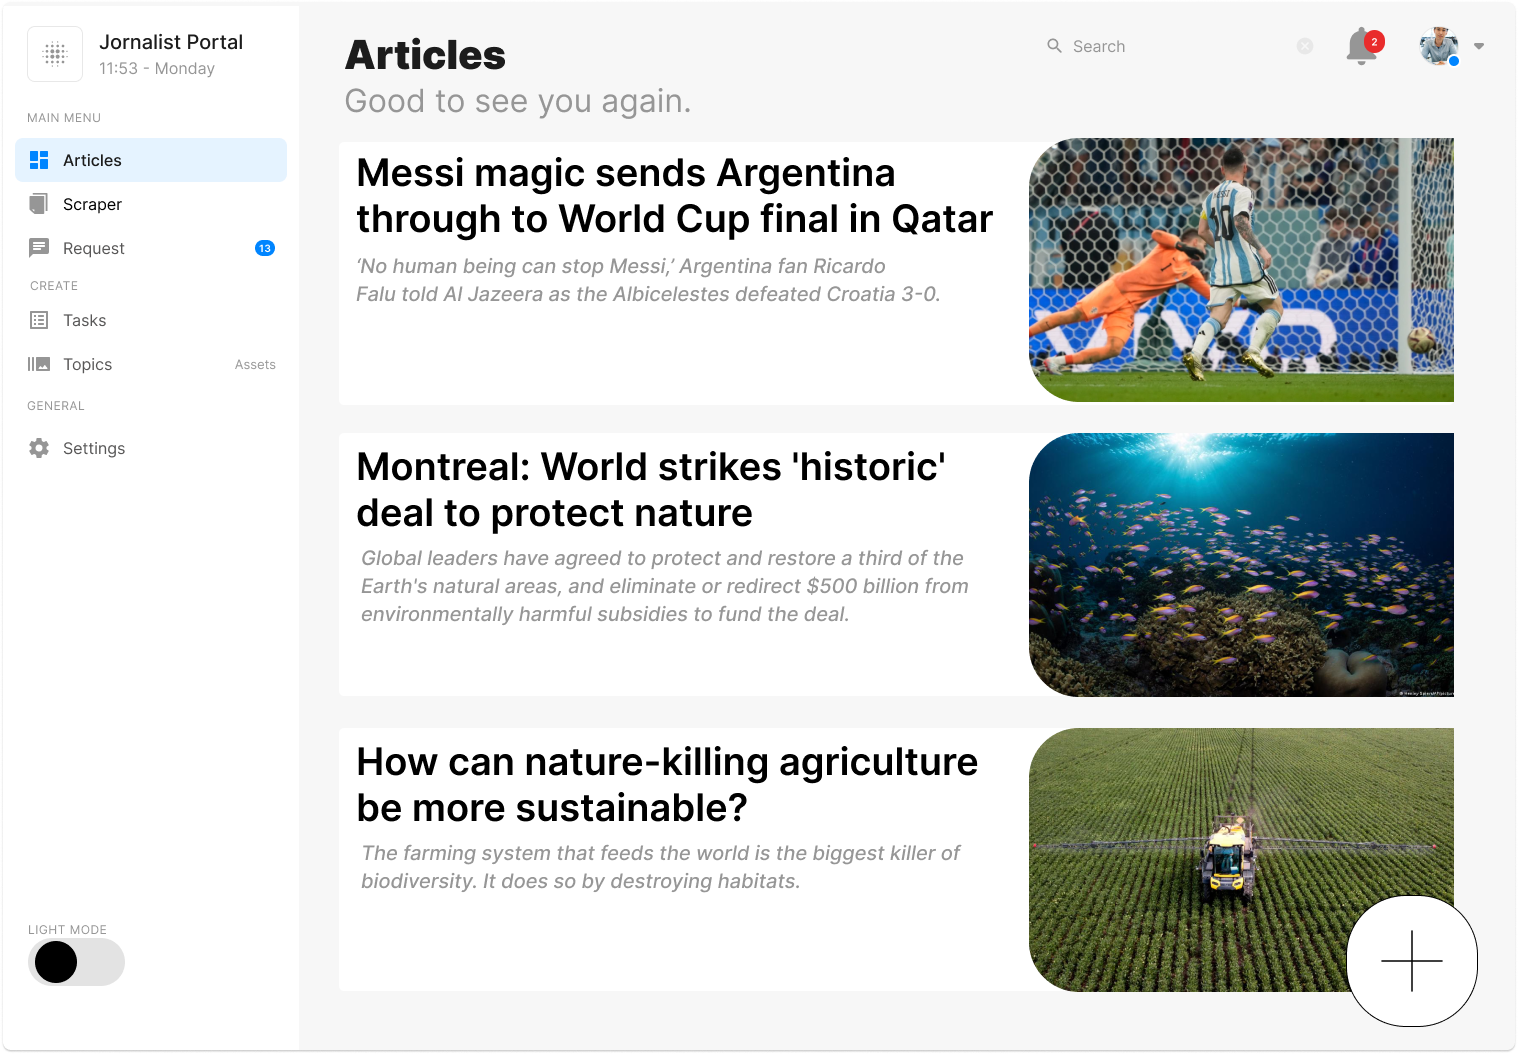 Jornalist Portal
11:53 - Monday
MAIN MENU
Articles
Scraper
Request
13
CREATE
Tasks
Topics
Assets
GENERAL
Settings
LIGHT MODE
Articles
Good to see you again.
Search
2
Messi magic sends Argentina
through to World Cup final in Qatar
‘No human being can stop Messi,’ Argentina fan Ricardo
Falu told Al Jazeera as the Albicelestes defeated Croatia 3-0.
10
Montreal: World strikes 'historic'
deal to protect nature
Global leaders have agreed to protect and restore a third of the
Earth's natural areas, and eliminate or redirect $500 billion from
environmentally harmful subsidies to fund the deal.
How can nature-killing agriculture
be more sustainable?
The farming system that feeds the world is the biggest killer of
biodiversity. It does so by destroying habitats.